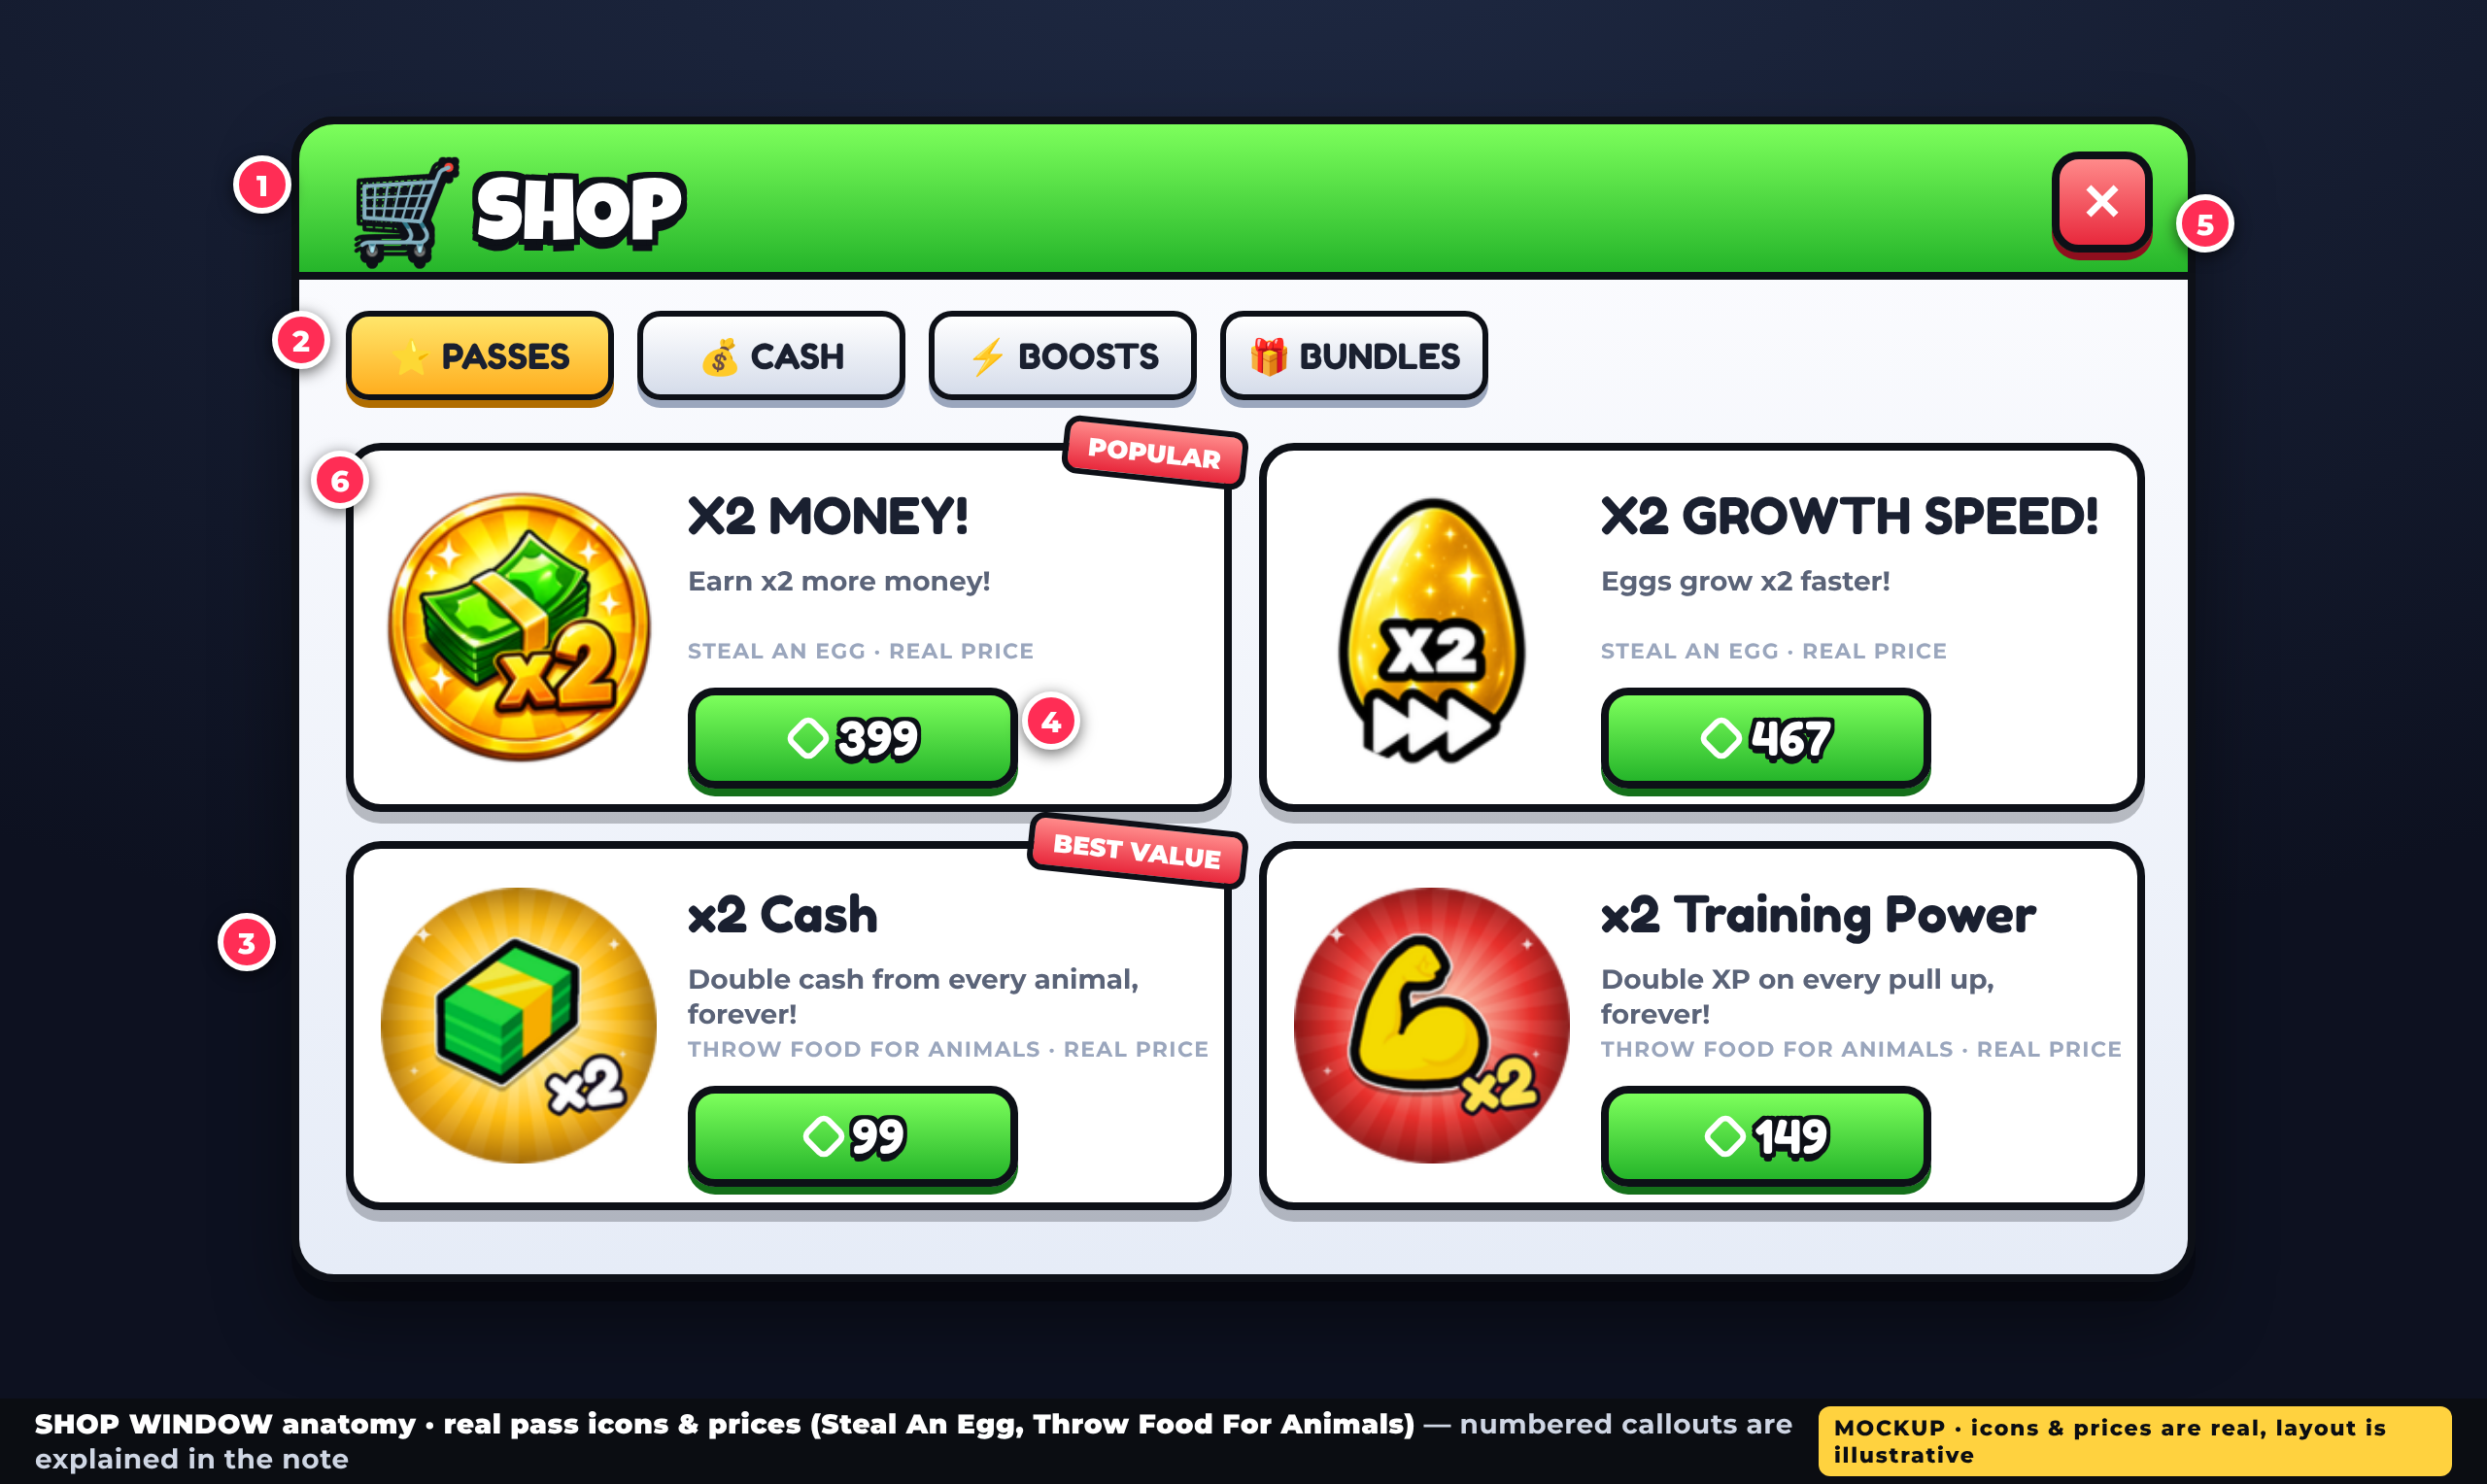 1
SHOP
×
5
2
PASSES
CASH
BOOSTS
BUNDLES
POPULAR
6
X2 MONEY!
Earn x2 more money!
STEAL AN EGG · REAL PRICE
x2
399
4
X2 GROWTH SPEED!
Eggs grow x2 faster!
STEAL AN EGG · REAL PRICE
X2
467
BEST VALUE
3
x2 Cash
Double cash from every animal,
forever!
THROW FOOD FOR ANIMALS · REAL PRICE
x2
99
x2 Training Power
Double XP on every pull up,
forever!
THROW FOOD FOR ANIMALS · REAL PRICE
x2
149
SHOP WINDOW anatomy · real pass icons & prices (Steal An Egg, Throw Food For Animals) — numbered callouts are
explained in the note
MOCKUP · icons & prices are real, layout is
illustrative